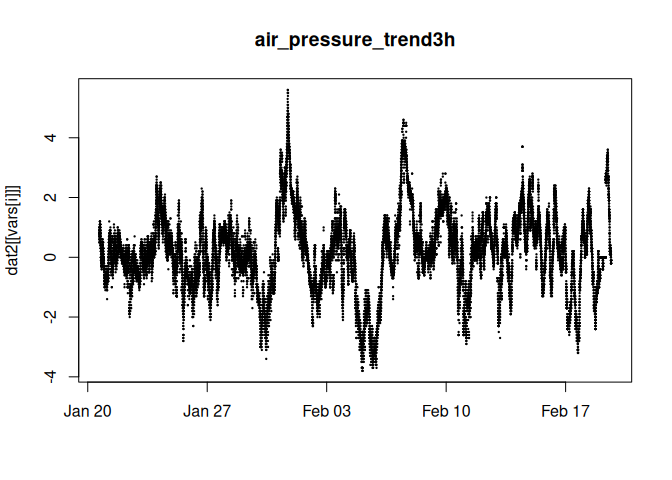 air_pressure_trend3h
dat2[[vars[i]]]
4
2
0
-2
-4
Jan 20
Jan 27
Feb 03
Feb 10
Feb 17